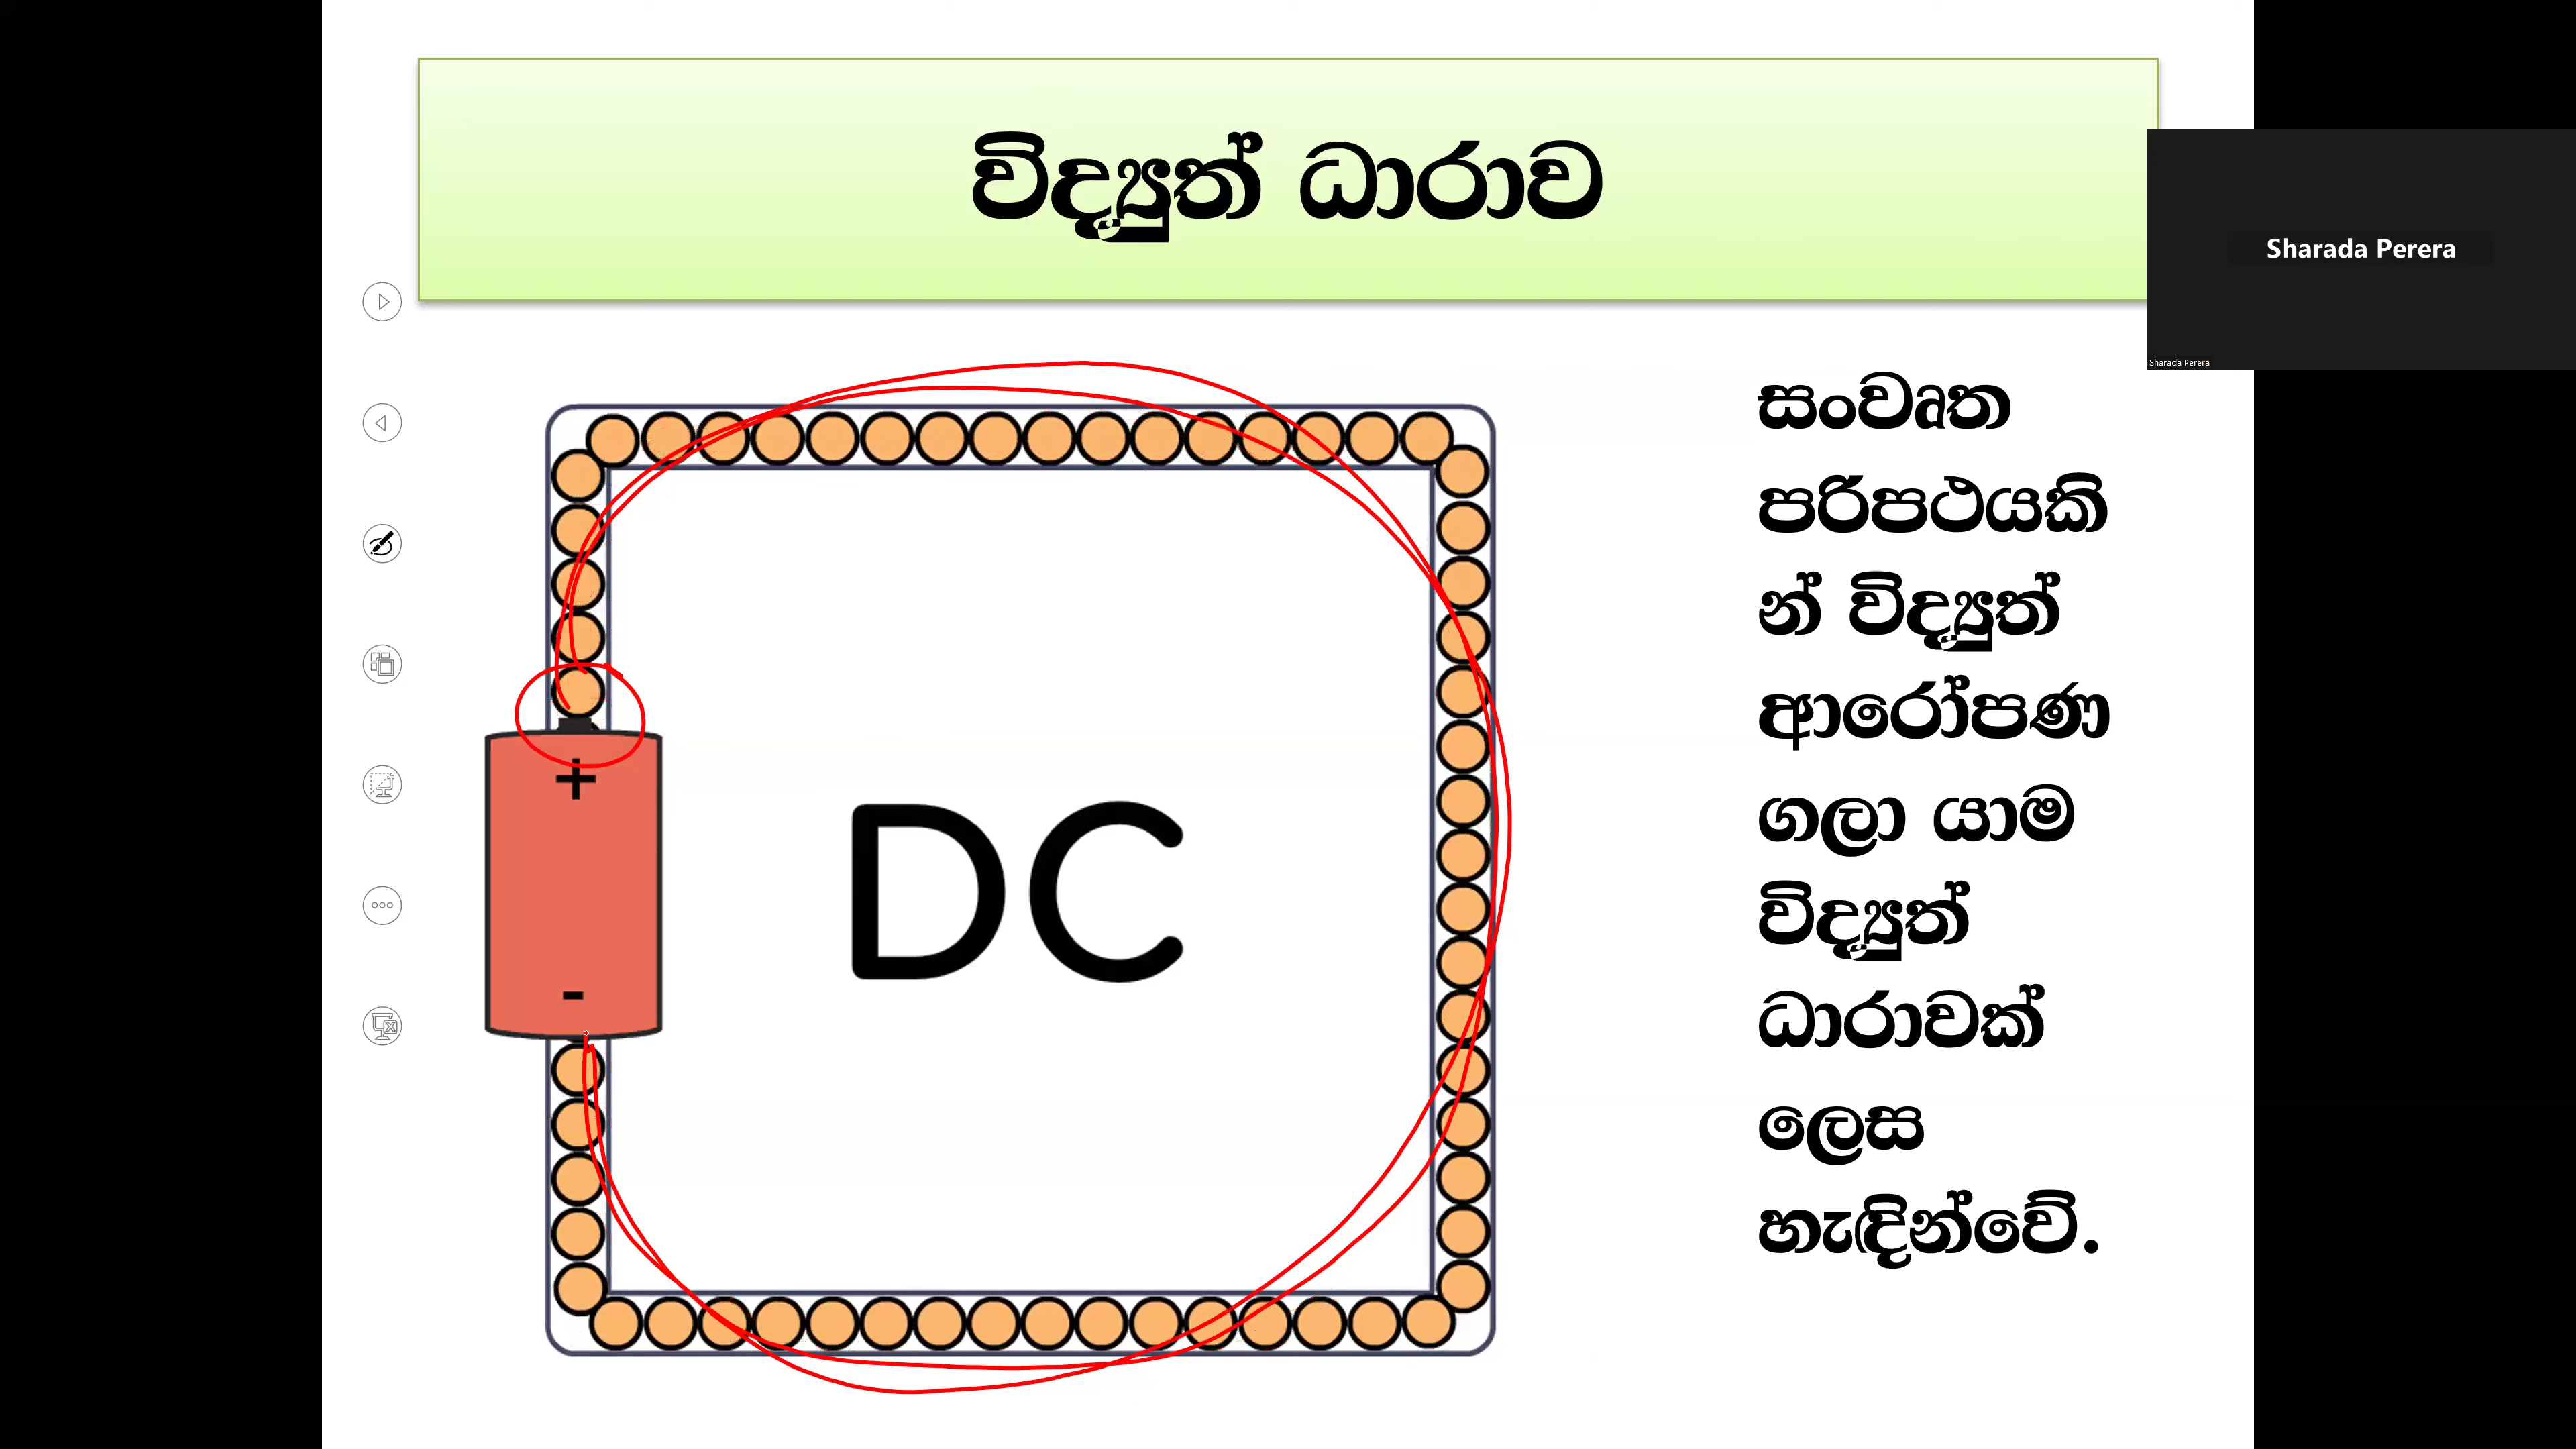 විද්‍යුත් ධාරාව
Sharada Perera
Sharada Perera
සංවෘත
පරිපථයකි
න් විද්‍යුත්
ආරෝපණ
ගලා යාම
විද්‍යුත්
ධාරාවක්
ලෙස
හැඳින්වේ.
+
DC
-